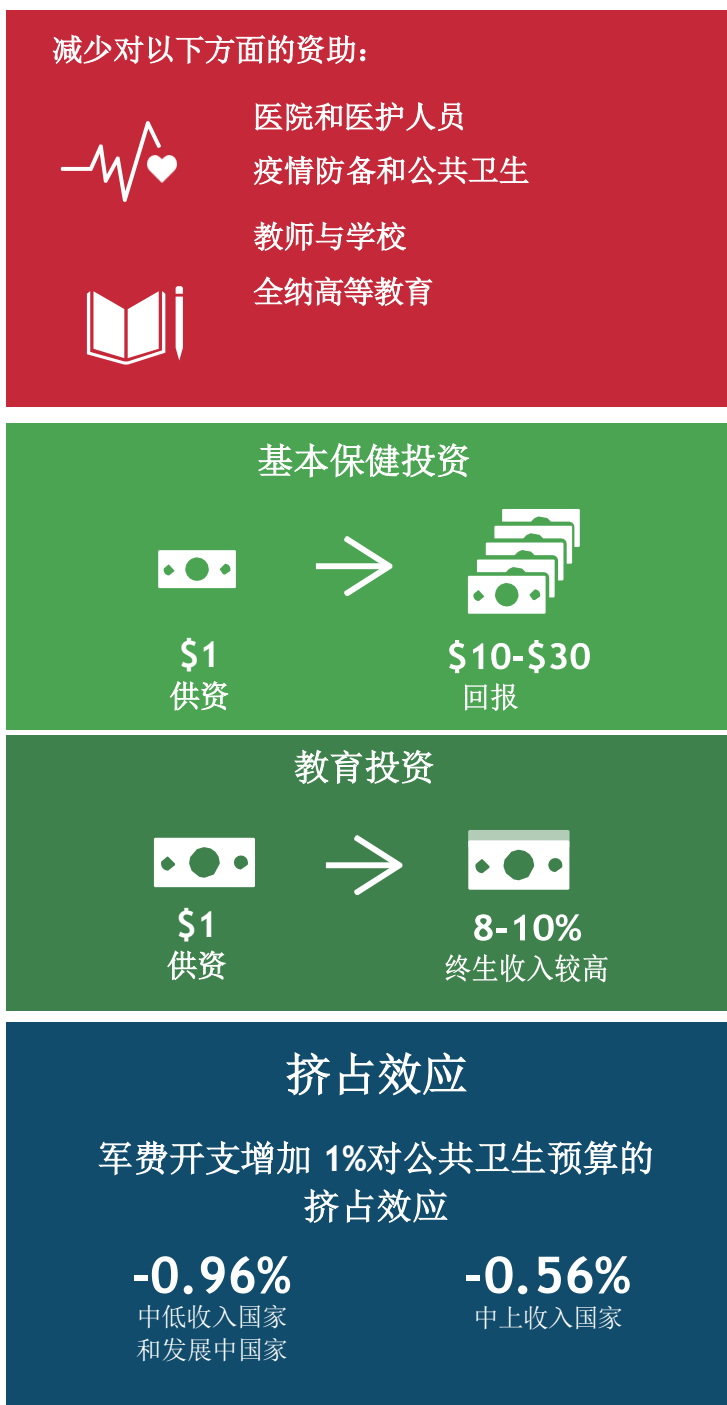 减少对以下方面的资助：
医院和医护人员
疫情防备和公共卫生
教师与学校
全纳高等教育
基本保健投资
$1
供资
$10-$30
回报
教育投资
$1
供资
8-10%
终生收入较高
挤占效应
军费开支增加 1%对公共卫生预算的
挤占效应
-0.96%
中低收入国家
和发展中国家
-0.56%
中上收入国家